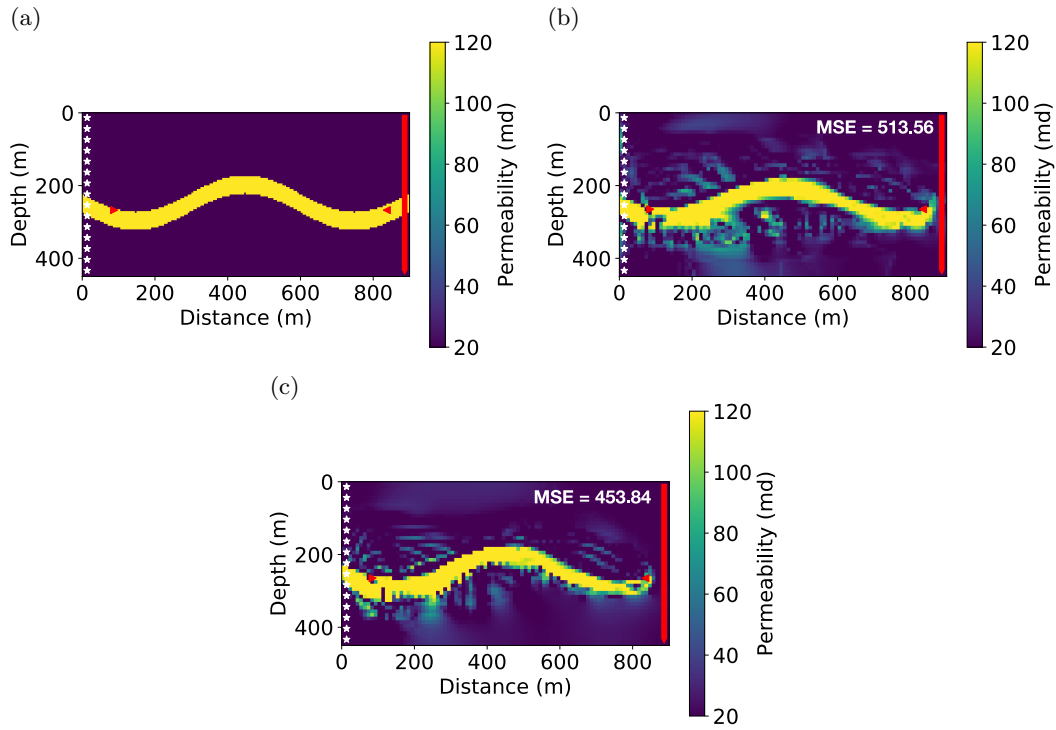 (a)
0
200
400
Depth (m)
0 200 400 600 800
Distance (m)
120
100
80
60
40
20
Permeability (md)
(b)
MSE = 513.56
0
200
400
Depth (m)
0 200 400 600 800
Distance (m)
120
100
80
60
40
20
Permeability (md)
(c)
MSE = 453.84
0
200
400
Depth (m)
0 200 400 600 800
Distance (m)
120
100
80
60
40
20
Permeability (md)